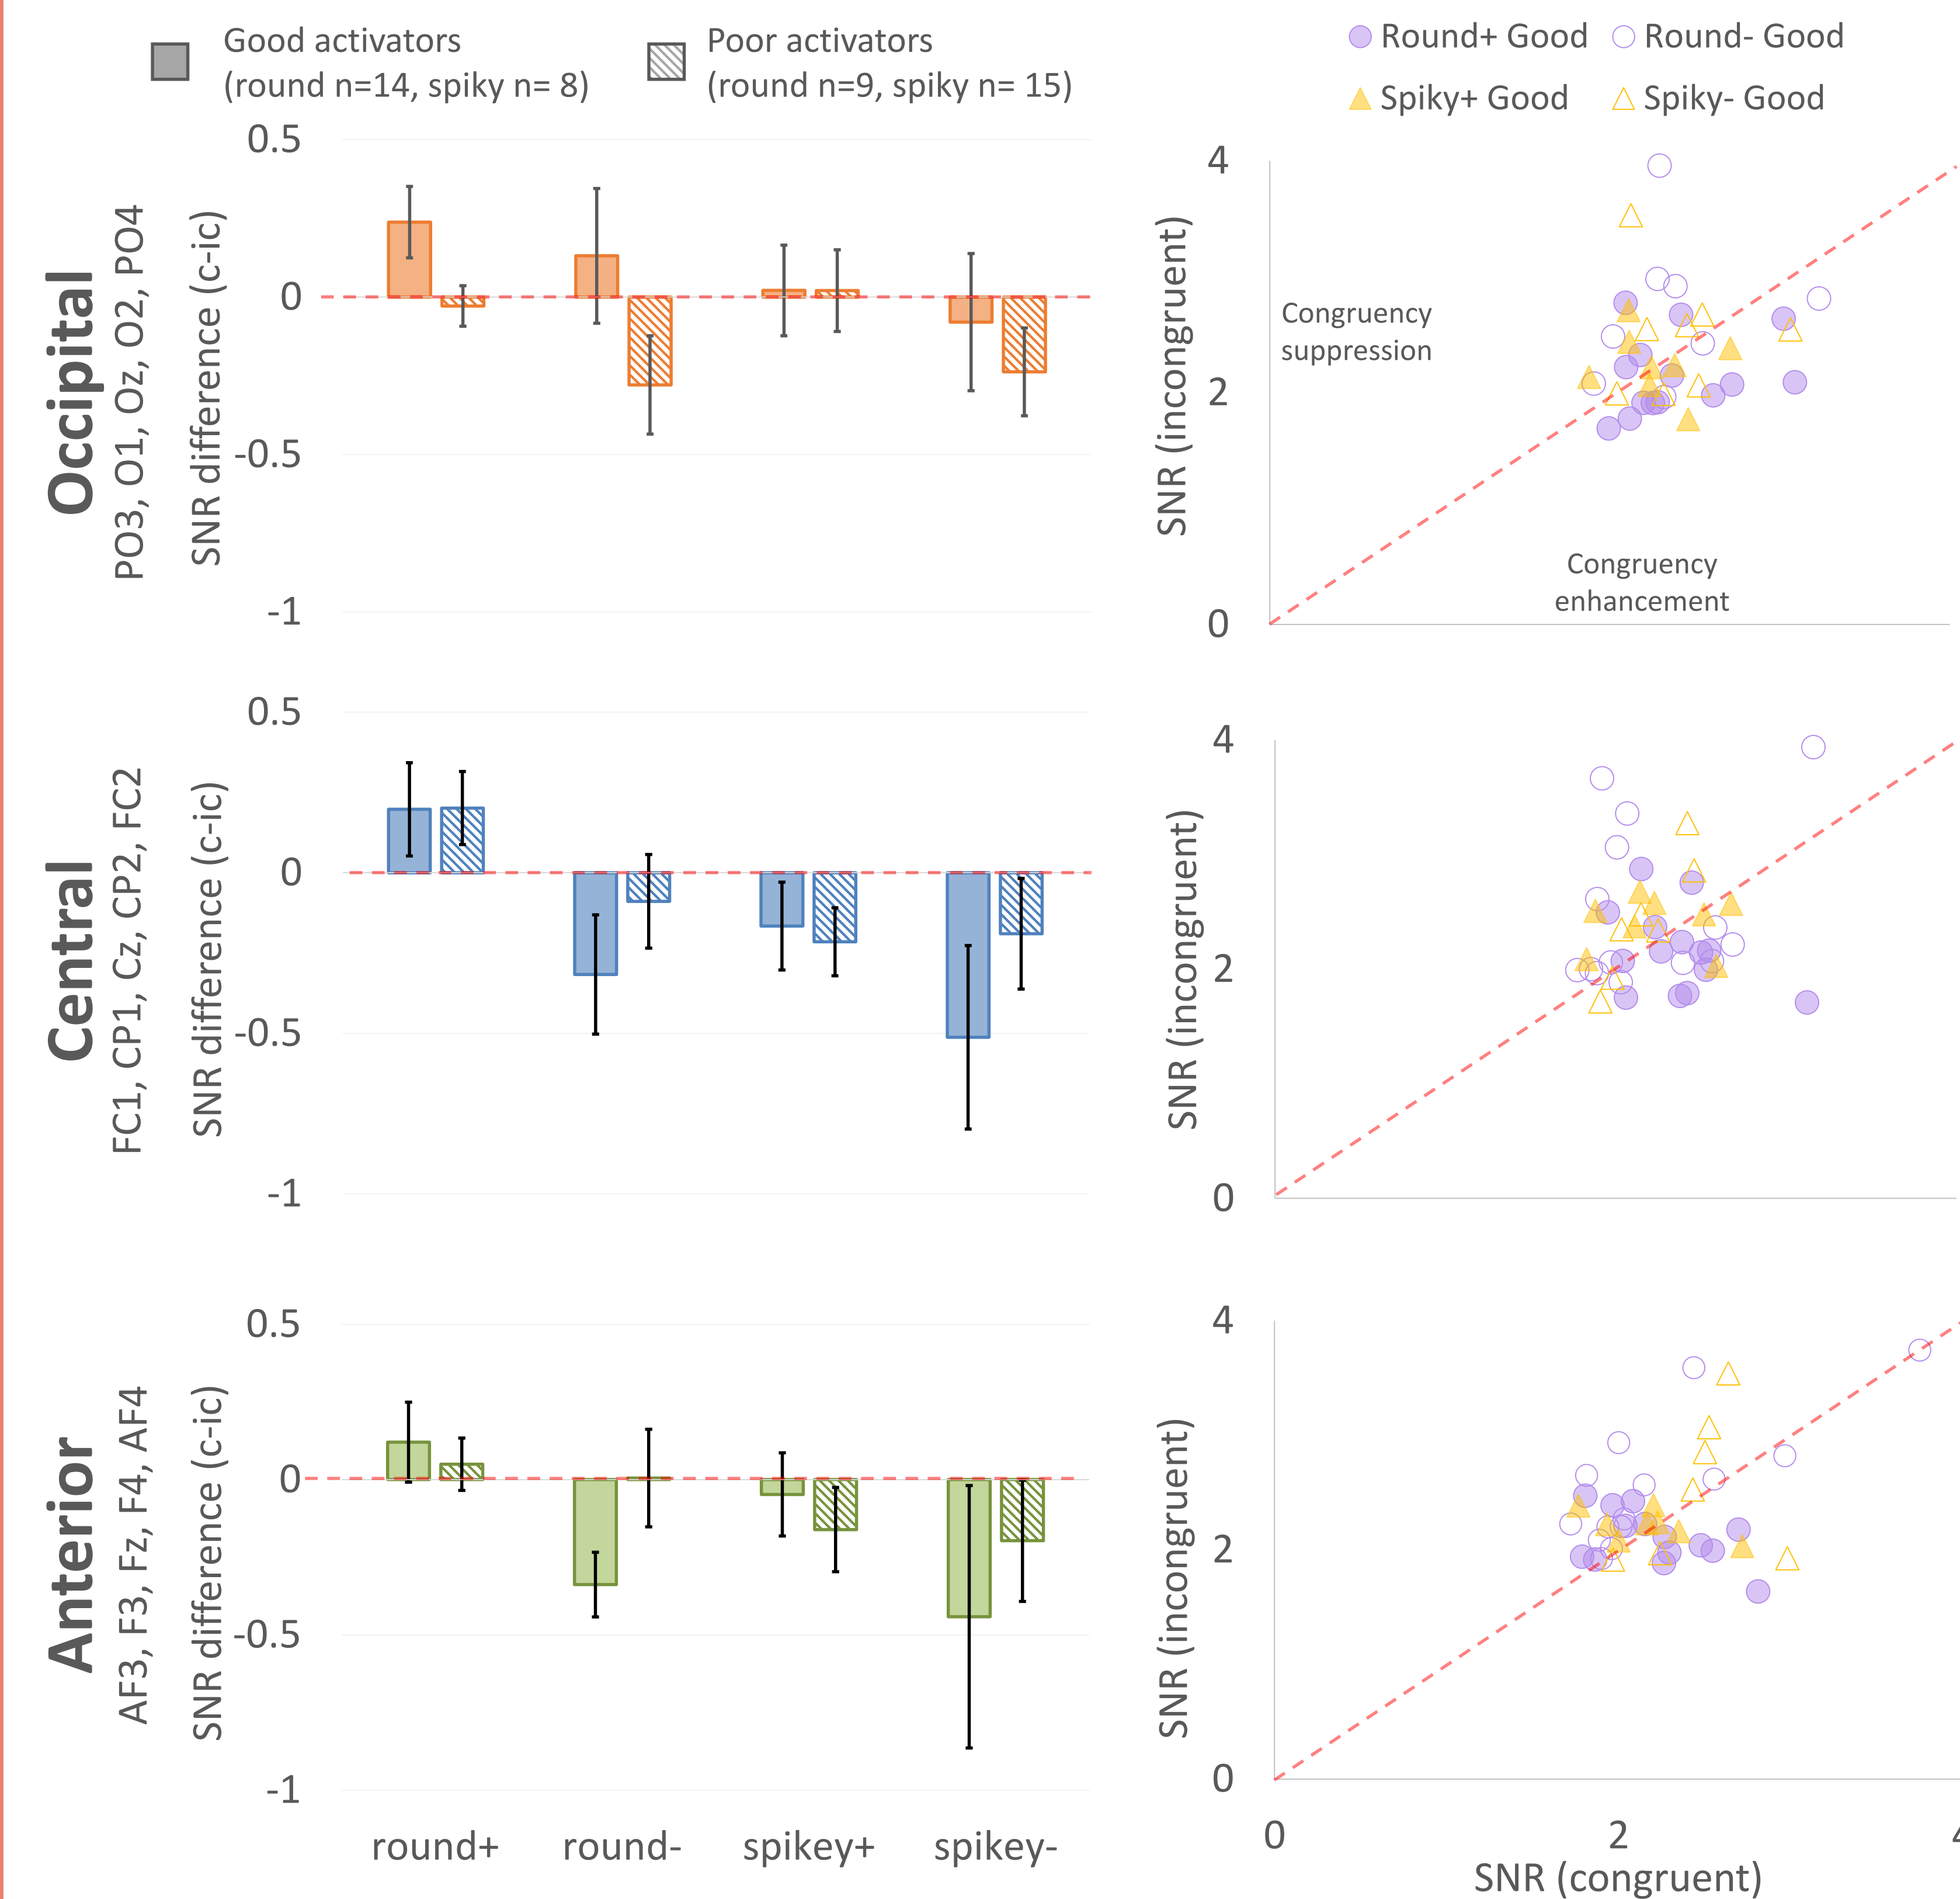 Good activators
(round n=14, spiky n= 8)
Poor activators
(round n=9, spiky n= 15)
Round+ Good
Round- Good
Spiky+ Good
Spiky- Good
Occipital
PO3, O1, Oz, O2, PO4
SNR difference (c-ic)
0.5
0
-0.5
-1
SNR (incongruent)
4
2
0
Congruency
suppression
Congruency
enhancement
Central
FC1, CP1, Cz, CP2, FC2
SNR difference (c-ic)
0.5
0
-0.5
-1
SNR (incongruent)
4
2
0
Anterior
AF3, F3, Fz, F4, AF4
SNR difference (c-ic)
0.5
0
-0.5
-1
round+
round-
spikey+
spikey-
SNR (incongruent)
4
2
0
0
2
4
SNR (congruent)